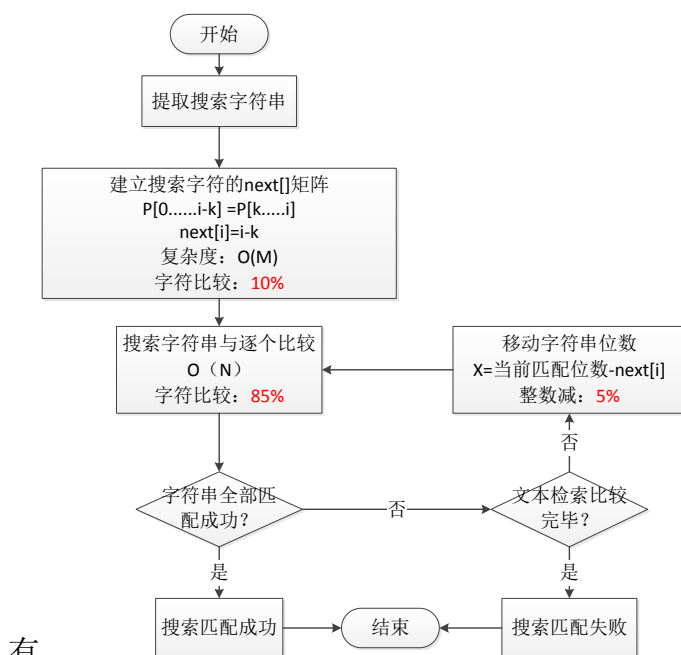 开始
提取搜索字符串
建立搜索字符的next[]矩阵
P[0......i-k] =P[k.....i]
next[i]=i-k
复杂度：O(M)
字符比较：10%
搜索字符串与逐个比较
O（N）
字符比较：85%
移动字符串位数
X=当前匹配位数-next[i]
整数减：5%
否
字符串全部匹
配成功？
否
文本检索比较
完毕？
是
是
搜索匹配成功
结束
搜索匹配失败
有